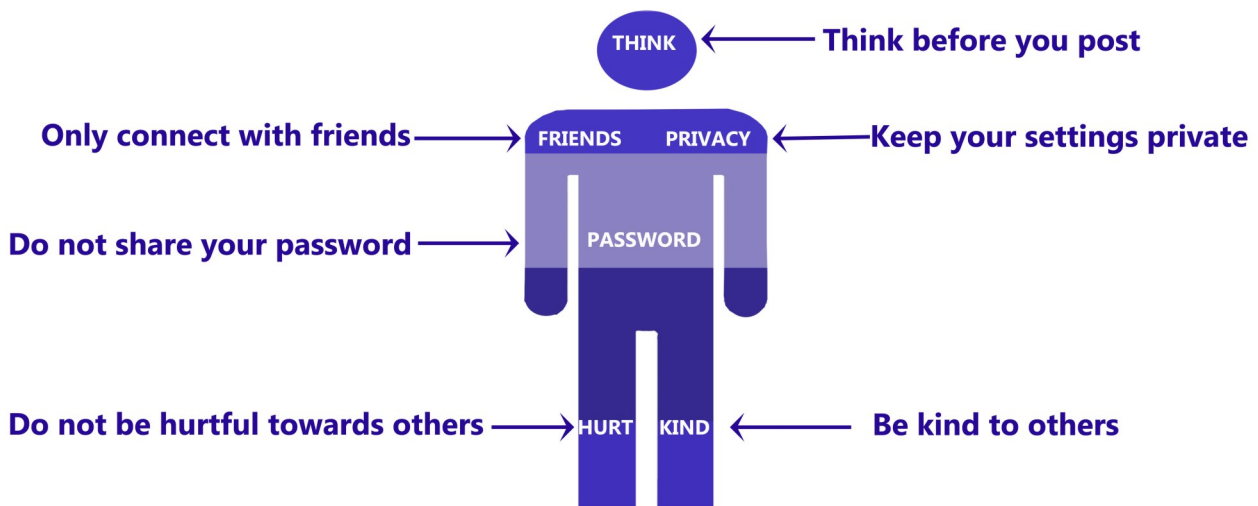 THINK
Think before you post
Only connect with friends
FRIENDS
PRIVACY
Keep your settings private
Do not share your password
PASSWORD
Do not be hurtful towards others
HURT
KIND
Be kind to others